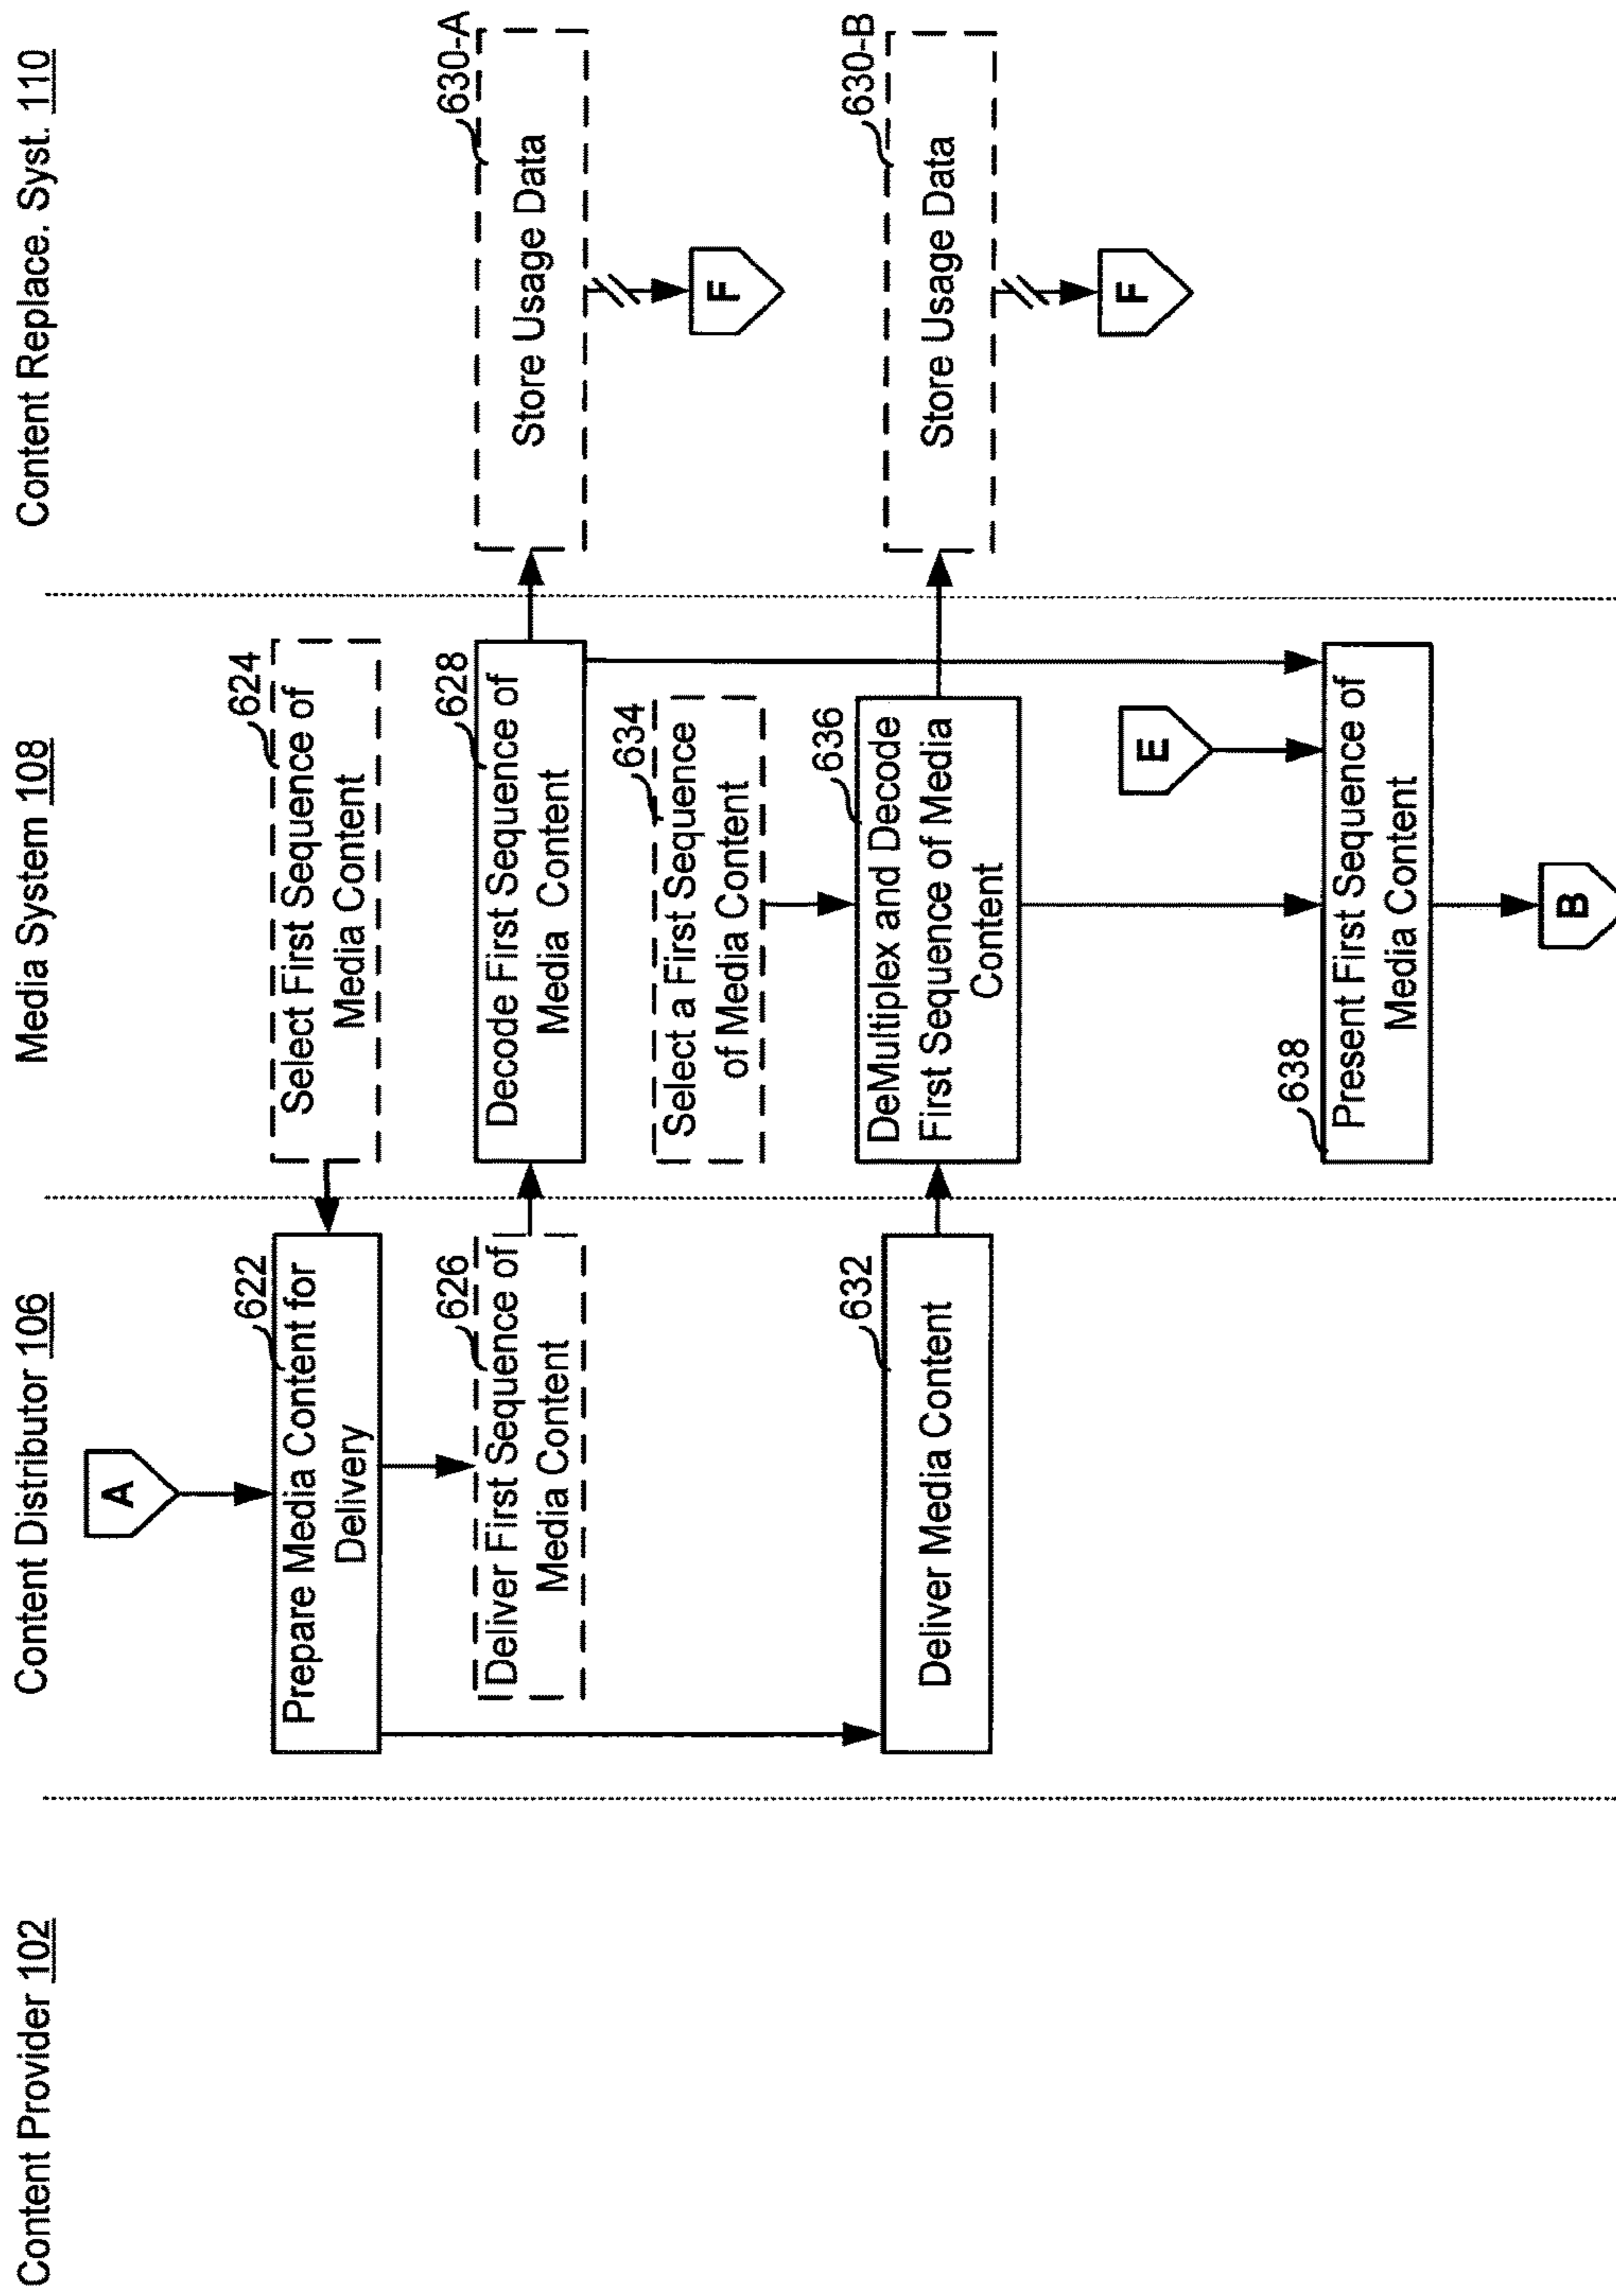 Content Provider 102
Content Distributor 106
Media System 108
Content Replace. Syst. 110
A
622
Prepare Media Content for
Delivery
624
Select First Sequence of
Media Content
626
Deliver First Sequence of
Media Content
628
Decode First Sequence of
Media Content
630-A
Store Usage Data
F
634
Select a First Sequence
of Media Content
632
Deliver Media Content
636
DeMultiplex and Decode
First Sequence of Media
Content
630-B
Store Usage Data
F
E
638
Present First Sequence of
Media Content
B